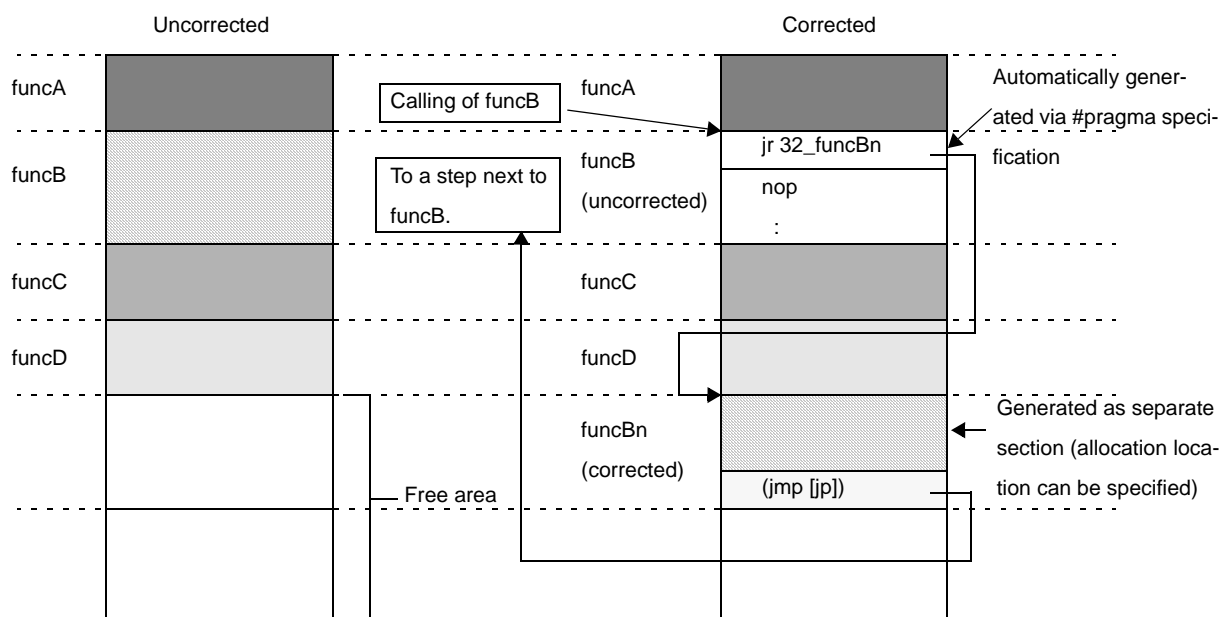 Uncorrected
Corrected
funcA
Calling of funcB
funcA
Automatically gener-
ated via #pragma speci-
fication
funcB
To a step next to
funcB.
funcB
(uncorrected)
jr 32_funcBn
nop
:
funcC
funcC
funcD
funcD
Free area
funcBn
(corrected)
(jmp [jp])
Generated as separate
section (allocation loca-
tion can be specified)